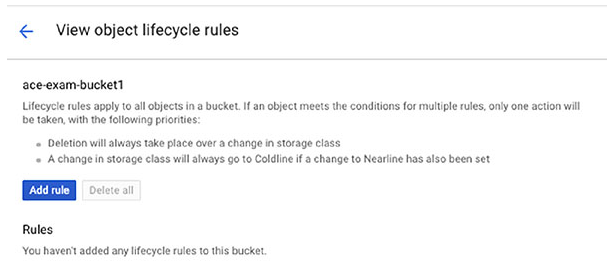 View object lifecycle rules
ace-exam-bucket1
Lifecycle rules apply to all objects in a bucket. If an object meets the conditions for multiple rules, only one action will
be taken, with the following priorities:
Deletion will always take place over a change in storage class
A change in storage class will always go to Coldline if a change to Nearline has also been set
Add rule Delete all
Rules
You haven't added any lifecycle rules to this bucket.